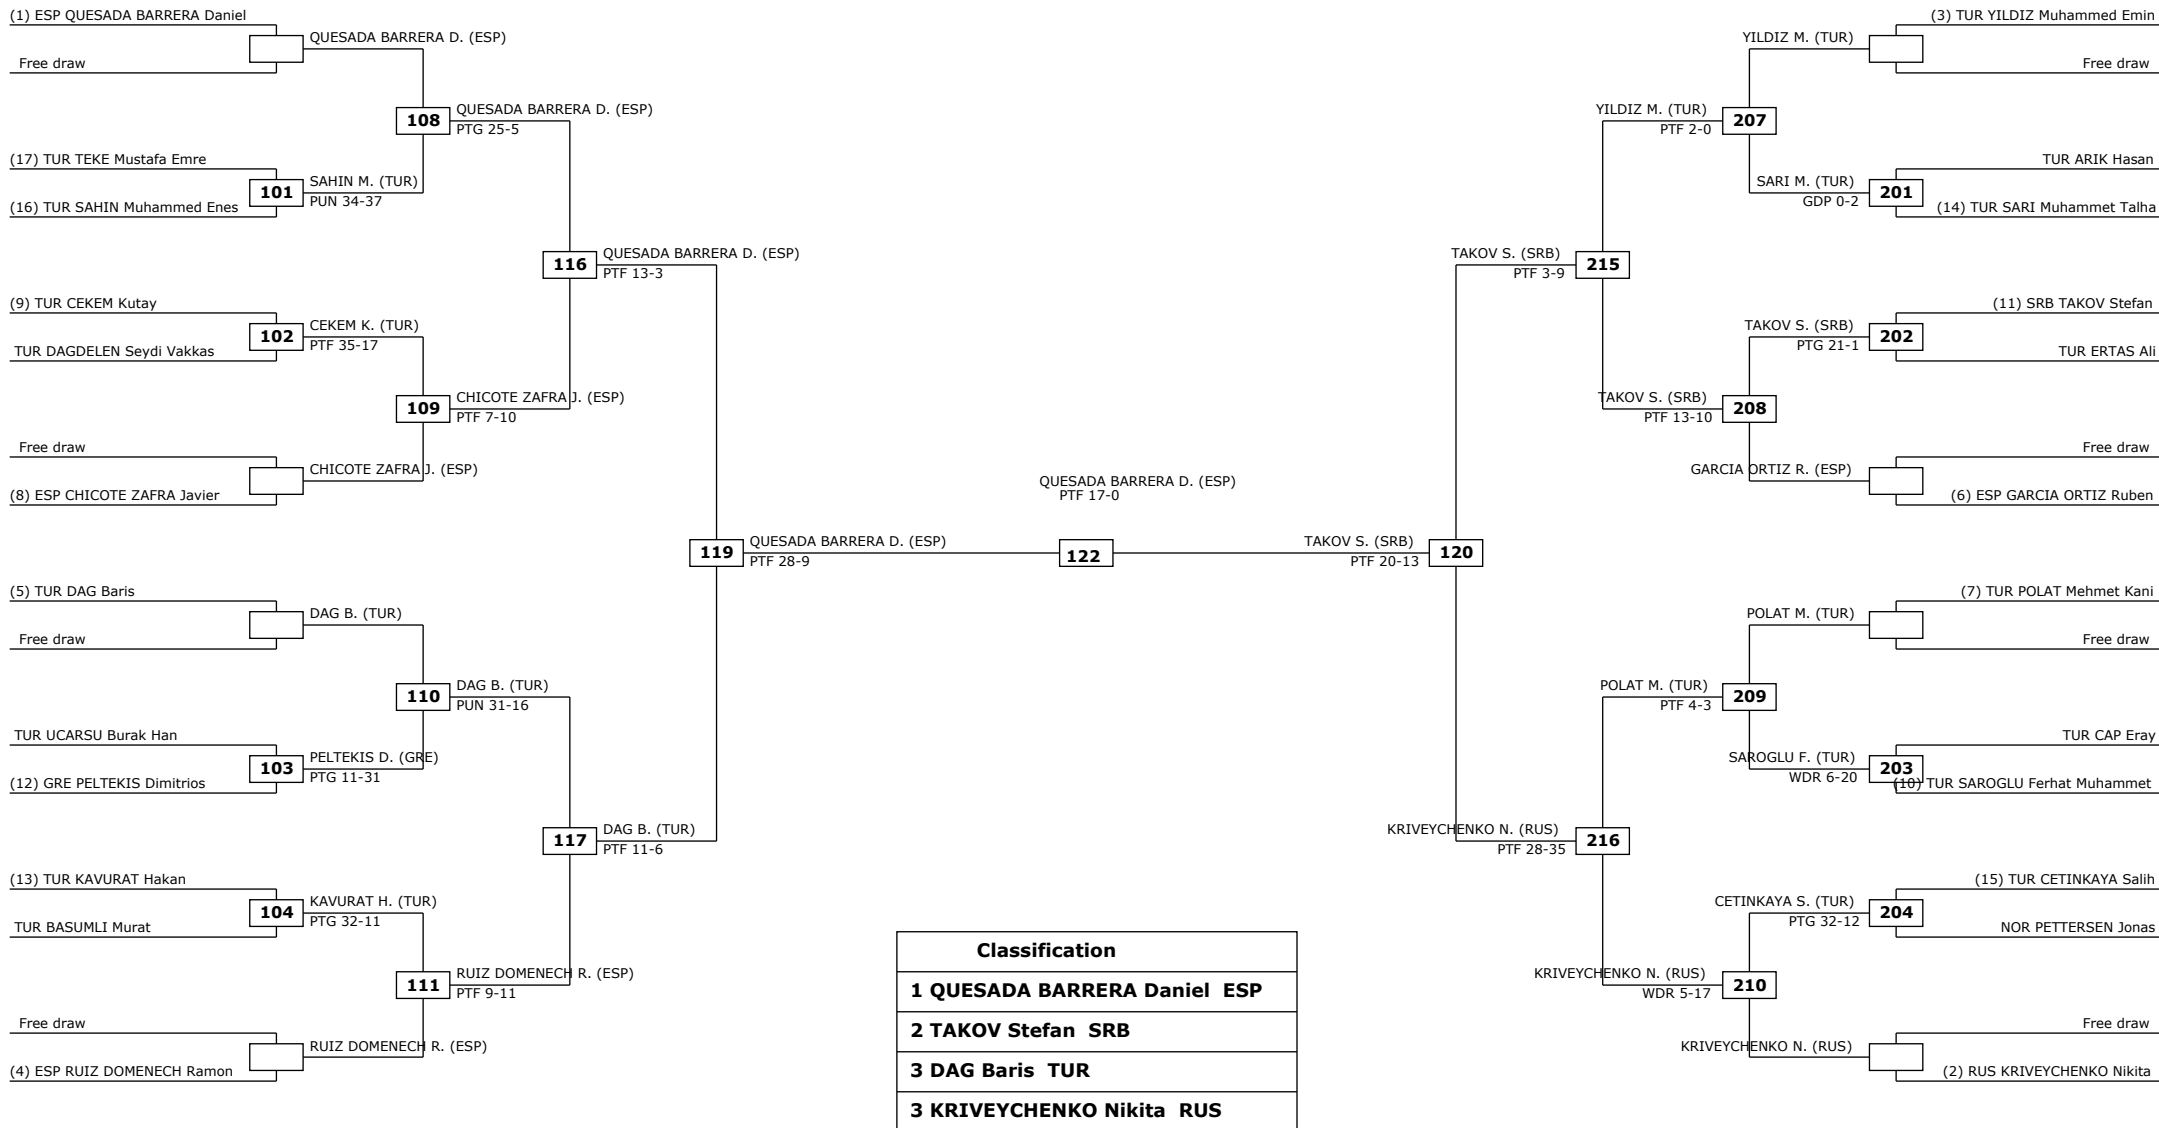 (1) ESP QUESADA BARRERA Daniel
QUESADA BARRERA D. (ESP)
Free draw
108
QUESADA BARRERA D. (ESP)
PTG 25-5
(17) TUR TEKE Mustafa Emre
101
SAHIN M. (TUR)
PUN 34-37
(16) TUR SAHIN Muhammed Enes
116
QUESADA BARRERA D. (ESP)
PTF 13-3
(9) TUR CEKEM Kutay
102
CEKEM K. (TUR)
PTF 35-17
TUR DAGDELEN Seydi Vakkas
109
CHICOTE ZAFRA J. (ESP)
PTF 7-10
Free draw
CHICOTE ZAFRA J. (ESP)
(8) ESP CHICOTE ZAFRA Javier
119
QUESADA BARRERA D. (ESP)
PTF 28-9
(5) TUR DAG Baris
DAG B. (TUR)
Free draw
110
DAG B. (TUR)
PUN 31-16
TUR UCARSU Burak Han
103
PELTEKIS D. (GRE)
PTG 11-31
(12) GRE PELTEKIS Dimitrios
117
DAG B. (TUR)
PTF 11-6
(13) TUR KAVURAT Hakan
104
KAVURAT H. (TUR)
PTG 32-11
TUR BASUMLI Murat
111
RUIZ DOMENECH R. (ESP)
PTF 9-11
Free draw
RUIZ DOMENECH R. (ESP)
(4) ESP RUIZ DOMENECH Ramon
QUESADA BARRERA D. (ESP)
PTF 17-0
122
(3) TUR YILDIZ Muhammed Emin
YILDIZ M. (TUR)
Free draw
YILDIZ M. (TUR)
PTF 2-0
207
TUR ARIK Hasan
SARI M. (TUR)
GDP 0-2
201
(14) TUR SARI Muhammet Talha
TAKOV S. (SRB)
PTF 3-9
215
(11) SRB TAKOV Stefan
TAKOV S. (SRB)
PTG 21-1
202
TUR ERTAS Ali
TAKOV S. (SRB)
PTF 13-10
208
Free draw
GARCIA ORTIZ R. (ESP)
(6) ESP GARCIA ORTIZ Ruben
TAKOV S. (SRB)
PTF 20-13
120
(7) TUR POLAT Mehmet Kani
POLAT M. (TUR)
Free draw
POLAT M. (TUR)
PTF 4-3
209
TUR CAP Eray
SAROGLU F. (TUR)
WDR 6-20
203
(10) TUR SAROGLU Ferhat Muhammet
KRIVEYCHENKO N. (RUS)
PTF 28-35
216
(15) TUR CETINKAYA Salih
CETINKAYA S. (TUR)
PTG 32-12
204
NOR PETTERSEN Jonas
KRIVEYCHENKO N. (RUS)
WDR 5-17
210
Free draw
KRIVEYCHENKO N. (RUS)
(2) RUS KRIVEYCHENKO Nikita
Classification
1 QUESADA BARRERA Daniel ESP
2 TAKOV Stefan SRB
3 DAG Baris TUR
3 KRIVEYCHENKO Nikita RUS